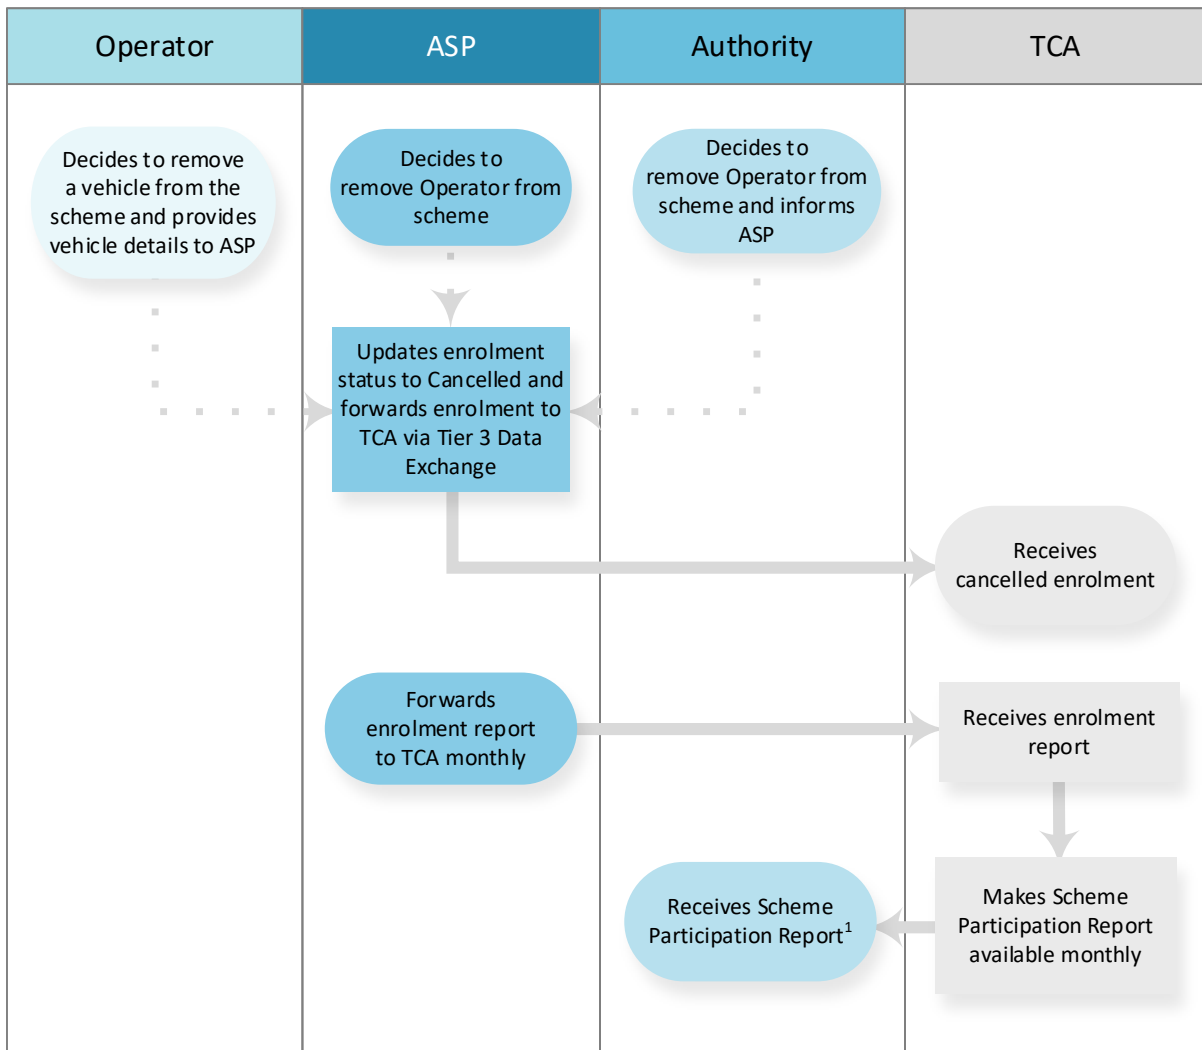 Operator
ASP
Authority
TCA
Decides to remove
a vehicle from the
scheme and provides
vehicle details to ASP
Decides to
remove Operator from
scheme
Decides to
remove Operator from
scheme and informs
ASP
Updates enrolment
status to Cancelled and
forwards enrolment to
TCA via Tier 3 Data
Exchange
Receives
cancelled enrolment
Forwards
enrolment report
to TCA monthly
Receives enrolment
report
Receives Scheme
Participation Report¹
Makes Scheme
Participation Report
available monthly